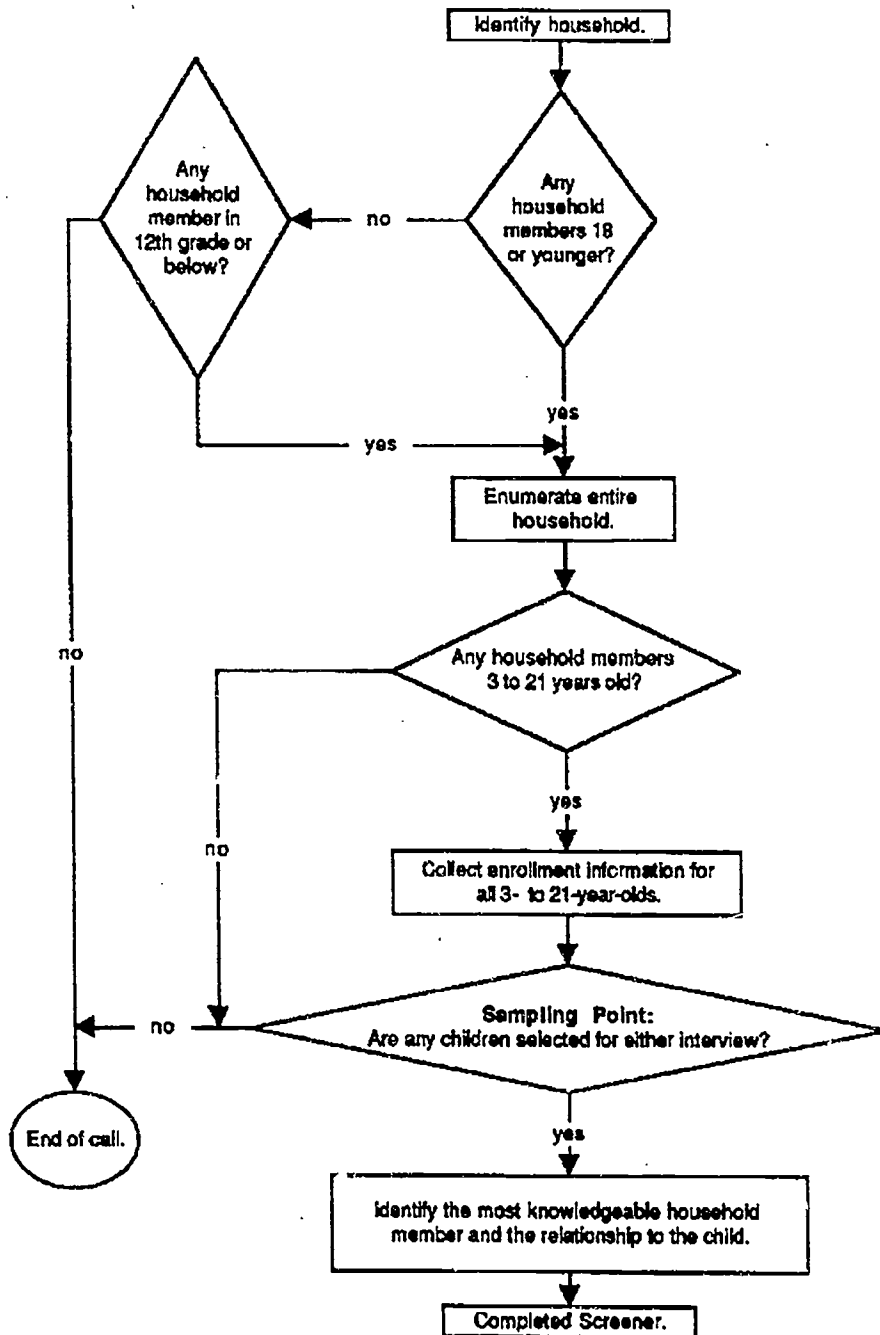 Identify household.
Any
household
members 18
or younger?
no
Any
household
member in
12th grade or
below?
yes
yes
Enumerate entire
household.
no
Any household members
3 to 21 years old?
yes
no
Collect enrollment information for
all 3- to 21-year-olds.
Sampling Point:
Are any children selected for either interview?
no
End of call.
yes
Identify the most knowledgeable household
member and the relationship to the child.
Completed Screener.